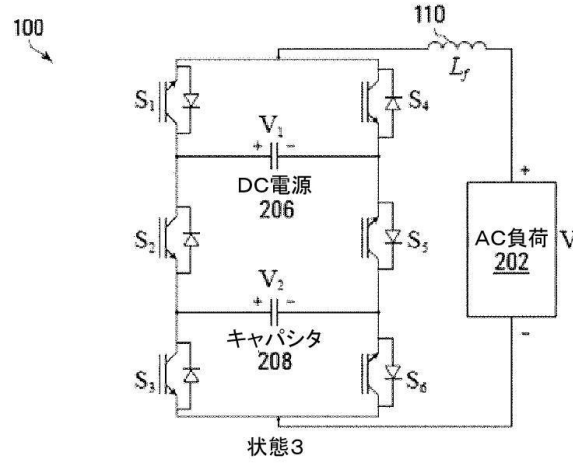 100
110
L_f
S₁
S₄
V₁
+ -
DC電源
206
S₂
S₅
V₂
+ -
キャパシタ
208
S₃
S₆
+
AC負荷
202
V
-
状態3